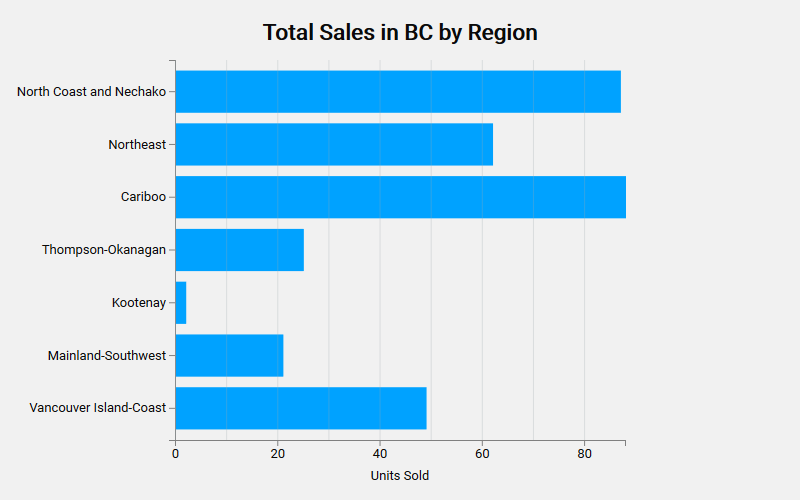 Total Sales in BC by Region
North Coast and Nechako
Northeast
Cariboo
Thompson-Okanagan
Kootenay
Mainland-Southwest
Vancouver Island-Coast
0 20 40 60 80
Units Sold